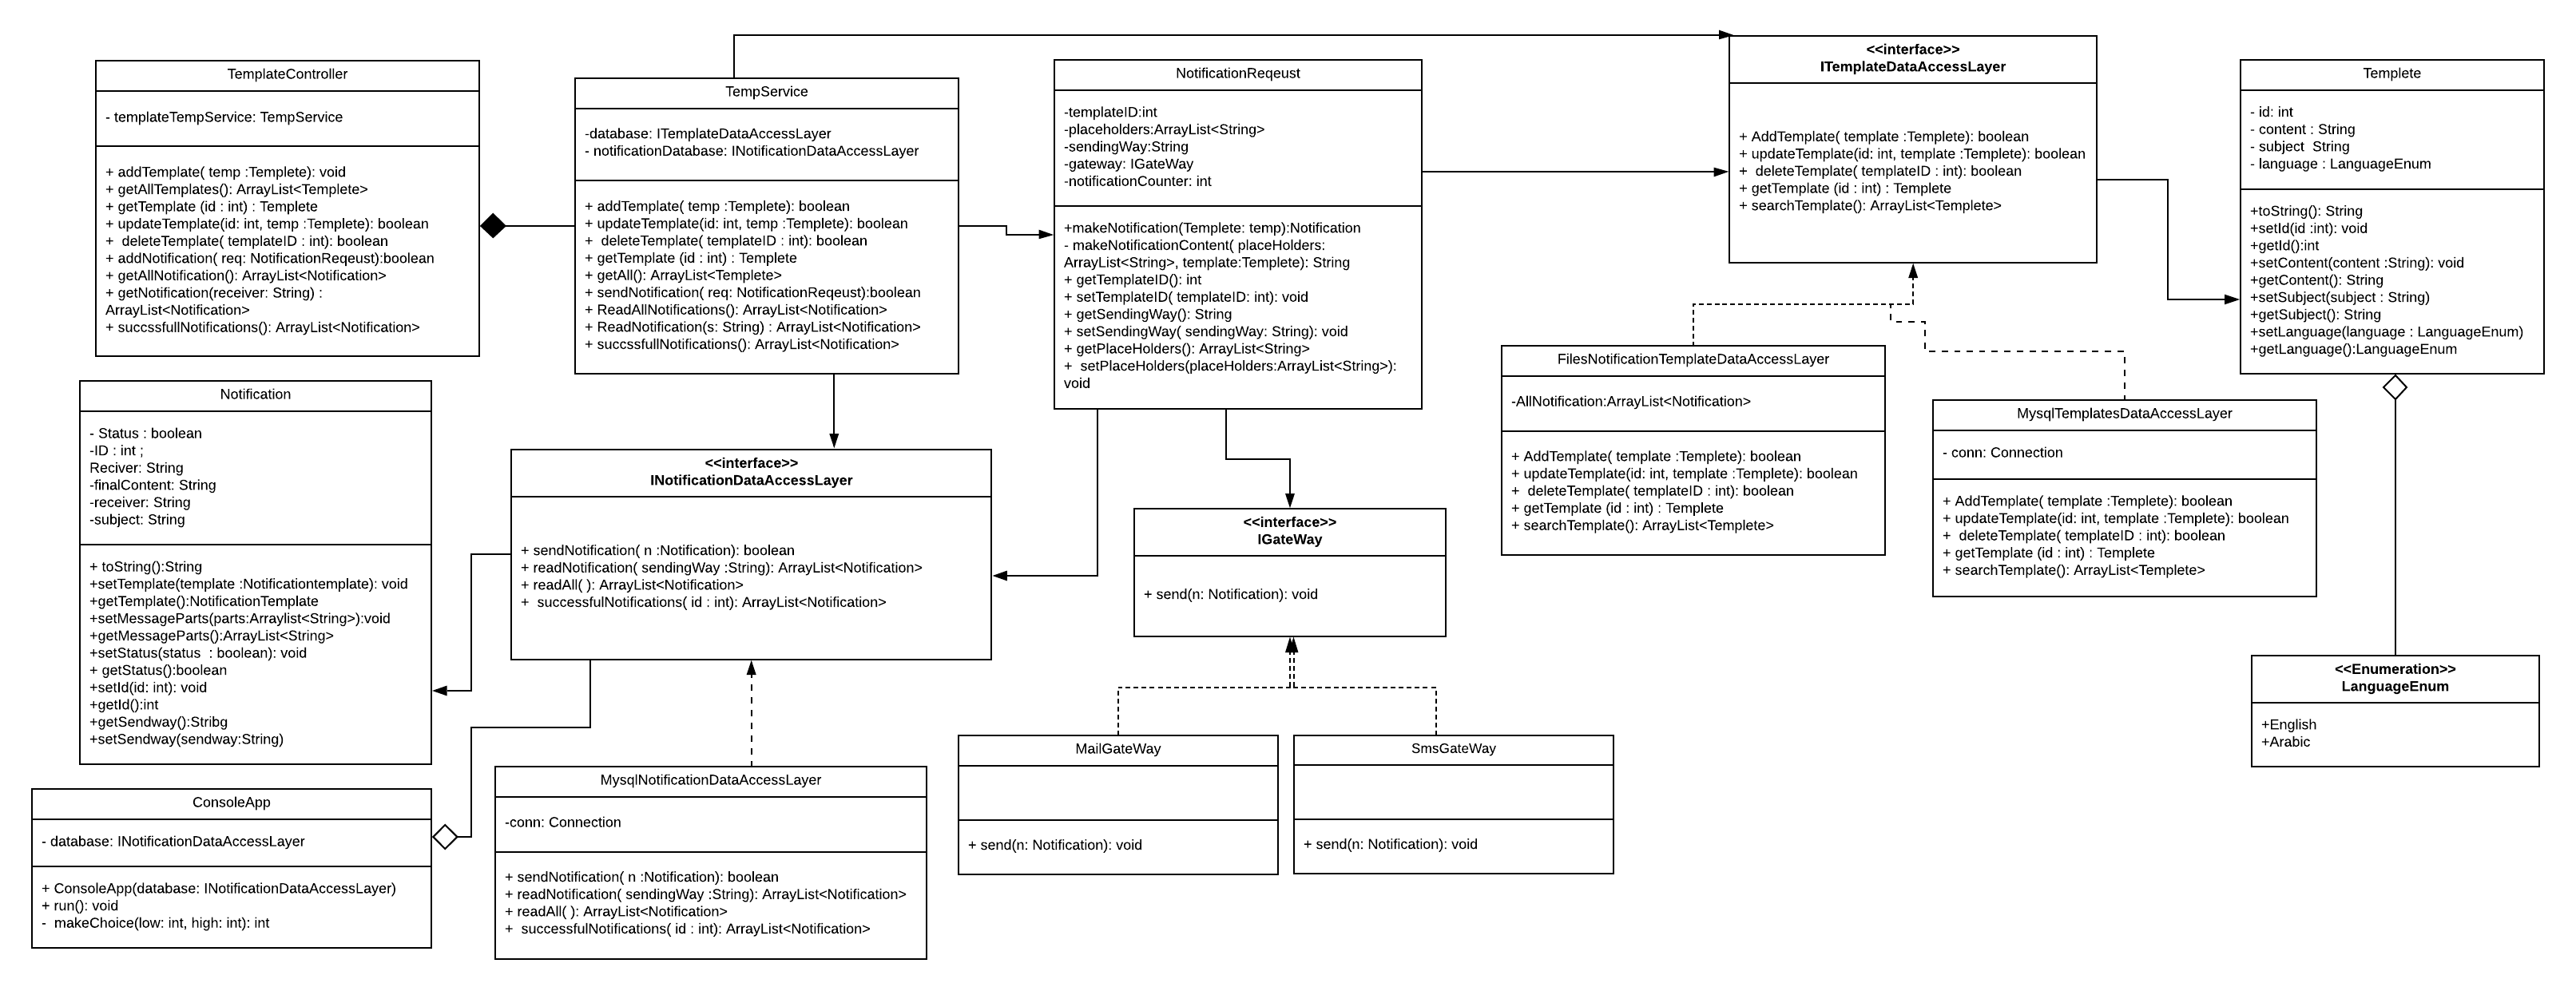 TemplateController
- templateTempService: TempService
+ addTemplate( temp :Templete): void
+ getAllTemplates(): ArrayList<Templete>
+ getTemplate (id : int) : Templete
+ updateTemplate(id: int, temp :Templete): boolean
+  deleteTemplate( templateID : int): boolean
+ addNotification( req: NotificationReqeust):boolean
+ getAllNotification(): ArrayList<Notification>
+ getNotification(receiver: String) :
ArrayList<Notification>
+ succssfullNotifications(): ArrayList<Notification>
TempService
-database: ITemplateDataAccessLayer
- notificationDatabase: INotificationDataAccessLayer
+ addTemplate( temp :Templete): boolean
+ updateTemplate(id: int, temp :Templete): boolean
+  deleteTemplate( templateID : int): boolean
+ getTemplate (id : int) : Templete
+ getAll(): ArrayList<Templete>
+ sendNotification( req: NotificationReqeust):boolean
+ ReadAllNotifications(): ArrayList<Notification>
+ ReadNotification(s: String) : ArrayList<Notification>
+ succssfullNotifications(): ArrayList<Notification>
NotificationReqeust
-templateID:int
-placeholders:ArrayList<String>
-sendingWay:String
-gateway: IGateWay
-notificationCounter: int
+makeNotification(Templete: temp):Notification
- makeNotificationContent( placeHolders:
ArrayList<String>, template:Templete): String
+ getTemplateID(): int
+ setTemplateID( templateID: int): void
+ getSendingWay(): String
+ setSendingWay( sendingWay: String): void
+ getPlaceHolders(): ArrayList<String>
+  setPlaceHolders(placeHolders:ArrayList<String>):
void
<<interface>>
ITemplateDataAccessLayer
+ AddTemplate( template :Templete): boolean
+ updateTemplate(id: int, template :Templete): boolean
+  deleteTemplate( templateID : int): boolean
+ getTemplate (id : int) : Templete
+ searchTemplate(): ArrayList<Templete>
Templete
- id: int
- content : String
- subject  String
- language : LanguageEnum
+toString(): String
+setId(id :int): void
+getId():int
+setContent(content :String): void
+getContent(): String
+setSubject(subject : String)
+getSubject(): String
+setLanguage(language : LanguageEnum)
+getLanguage():LanguageEnum
FilesNotificationTemplateDataAccessLayer
-AllNotification:ArrayList<Notification>
+ AddTemplate( template :Templete): boolean
+ updateTemplate(id: int, template :Templete): boolean
+  deleteTemplate( templateID : int): boolean
+ getTemplate (id : int) : Templete
+ searchTemplate(): ArrayList<Templete>
MysqlTemplatesDataAccessLayer
- conn: Connection
+ AddTemplate( template :Templete): boolean
+ updateTemplate(id: int, template :Templete): boolean
+  deleteTemplate( templateID : int): boolean
+ getTemplate (id : int) : Templete
+ searchTemplate(): ArrayList<Templete>
Notification
- Status : boolean
-ID : int ;
Reciver: String
-finalContent: String
-receiver: String
-subject: String
+ toString():String
+setTemplate(template :Notificationtemplate): void
+getTemplate():NotificationTemplate
+setMessageParts(parts:Arraylist<String>):void
+getMessageParts():ArrayList<String>
+setStatus(status  : boolean): void
+ getStatus():boolean
+setId(id: int): void
+getId():int
+getSendway():Stribg
+setSendway(sendway:String)
<<interface>>
INotificationDataAccessLayer
+ sendNotification( n :Notification): boolean
+ readNotification( sendingWay :String): ArrayList<Notification>
+ readAll( ): ArrayList<Notification>
+  successfulNotifications( id : int): ArrayList<Notification>
<<interface>>
IGateWay
+ send(n: Notification): void
<<Enumeration>>
LanguageEnum
+English
+Arabic
MailGateWay
+ send(n: Notification): void
SmsGateWay
+ send(n: Notification): void
MysqlNotificationDataAccessLayer
-conn: Connection
+ sendNotification( n :Notification): boolean
+ readNotification( sendingWay :String): ArrayList<Notification>
+ readAll( ): ArrayList<Notification>
+  successfulNotifications( id : int): ArrayList<Notification>
ConsoleApp
- database: INotificationDataAccessLayer
+ ConsoleApp(database: INotificationDataAccessLayer)
+ run(): void
-  makeChoice(low: int, high: int): int